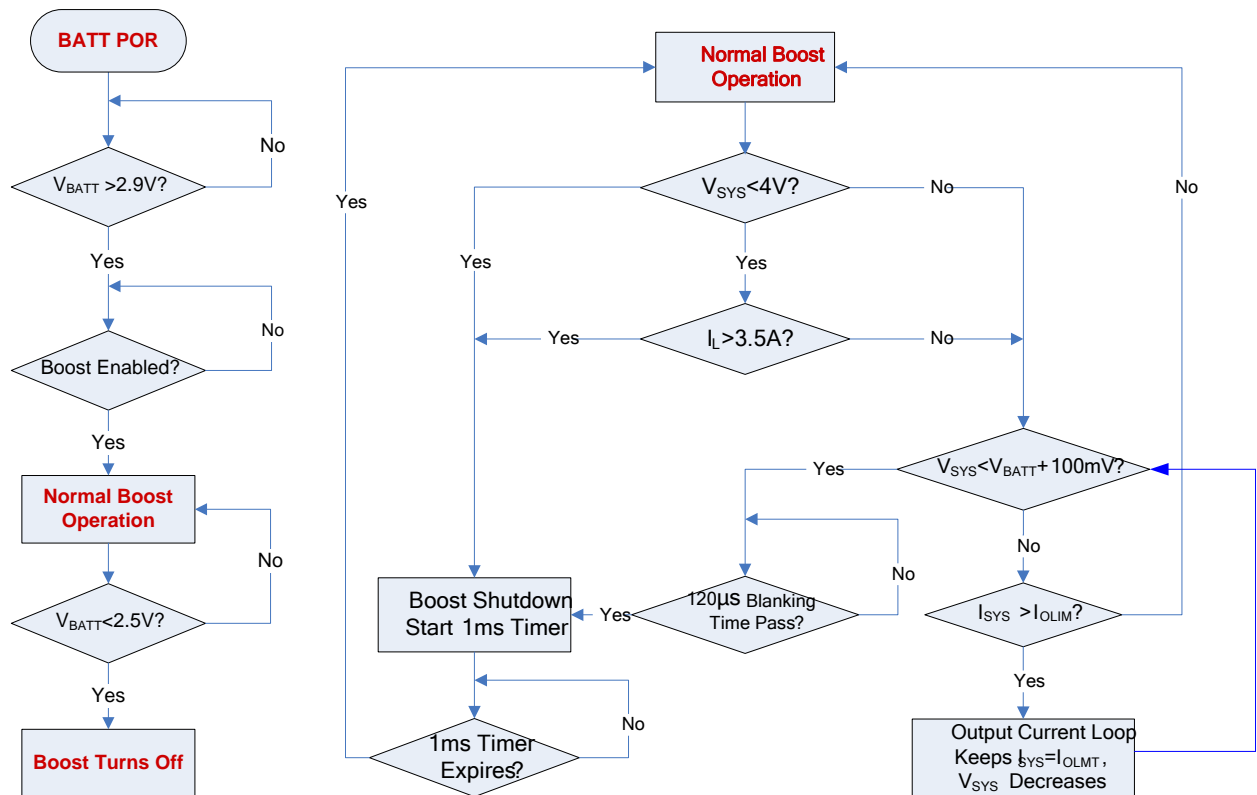 BATT POR
No
VBATT >2.9V?
Yes
No
Boost Enabled?
Yes
Normal Boost
Operation
No
VBATT<2.5V?
Yes
Boost Turns Off
Normal Boost
Operation
VSYS<4V?
No
No
Yes
Yes
Yes
IL>3.5A?
Yes
No
VSYS<VBATT+100mV?
Yes
No
No
120µs Blanking
Time Pass?
Yes
Boost Shutdown
Start 1ms Timer
ISYS >IOLIM?
Yes
No
1ms Timer
Expires?
Output Current Loop
Keeps ISYS=IOLMT,
VSYS Decreases